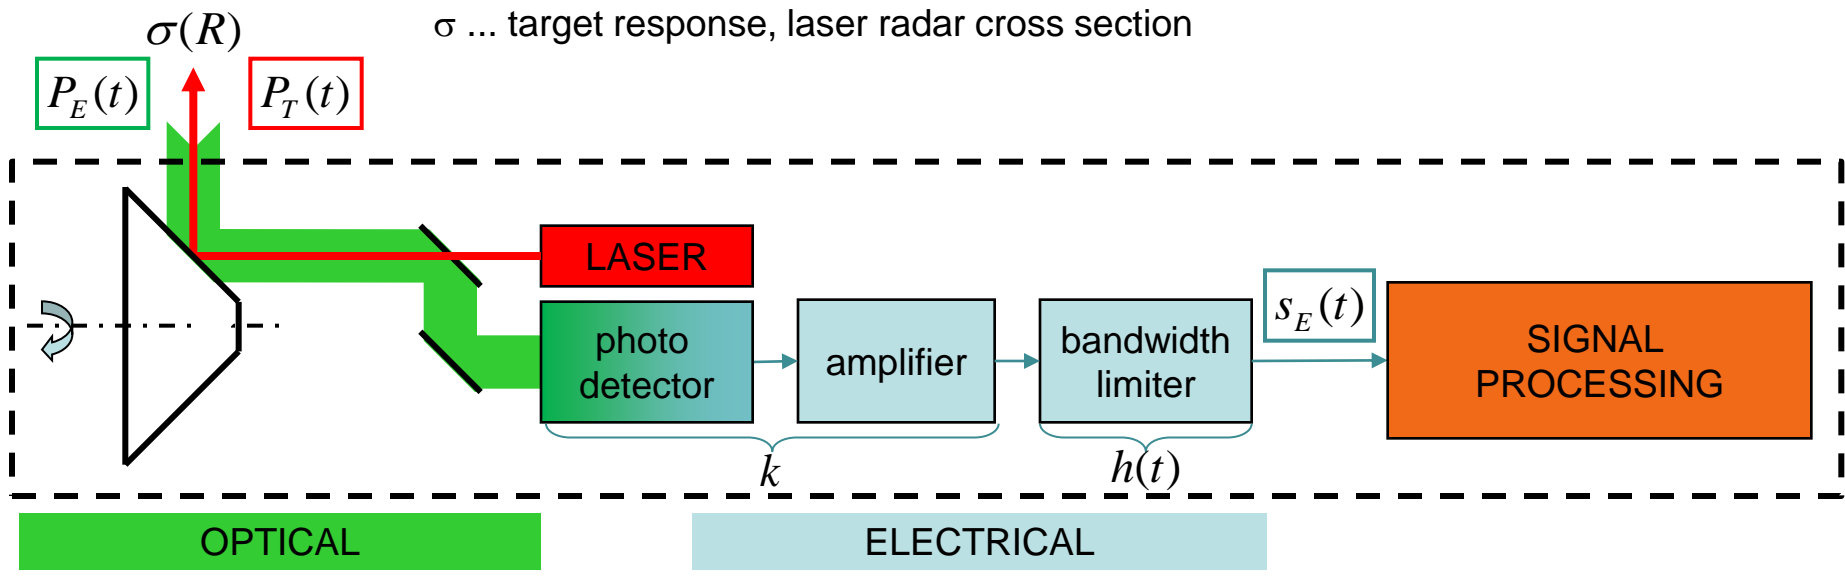 σ(R)
σ ... target response, laser radar cross section
P_E(t)
P_T(t)
LASER
photo
detector
amplifier
bandwidth
limiter
s_E(t)
SIGNAL
PROCESSING
k
h(t)
OPTICAL
ELECTRICAL